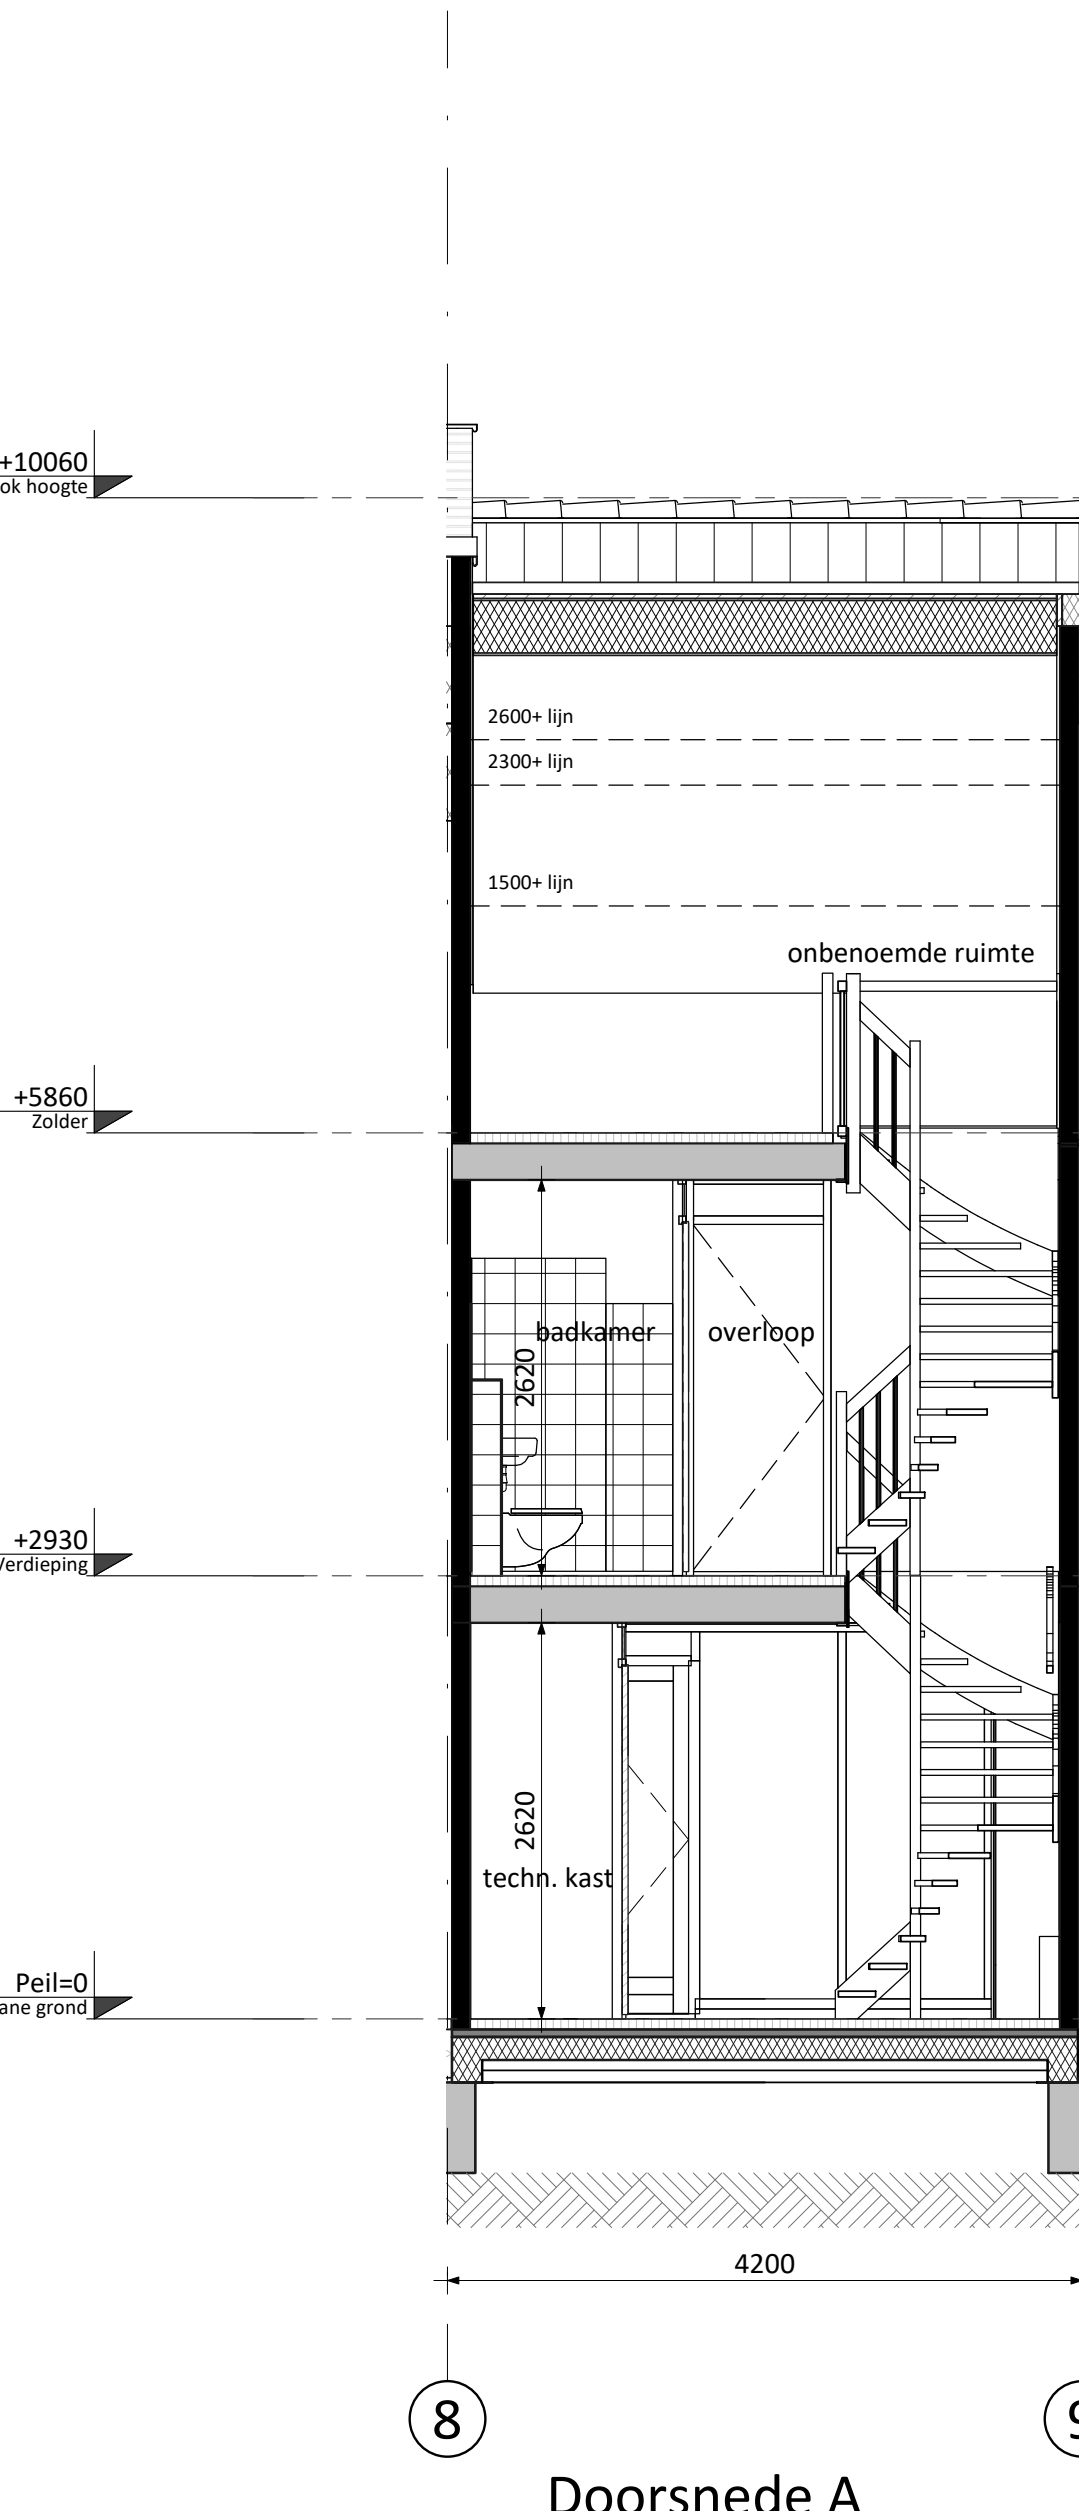 +10060
ok hoogte
2600+ lijn
2300+ lijn
1500+ lijn
onbenoemde ruimte
+5860
Zolder
badkamer
overloop
2620
+2930
Verdieping
2620
techn. kast
Peil=0
ane grond
4200
8
9
Doorsnede A